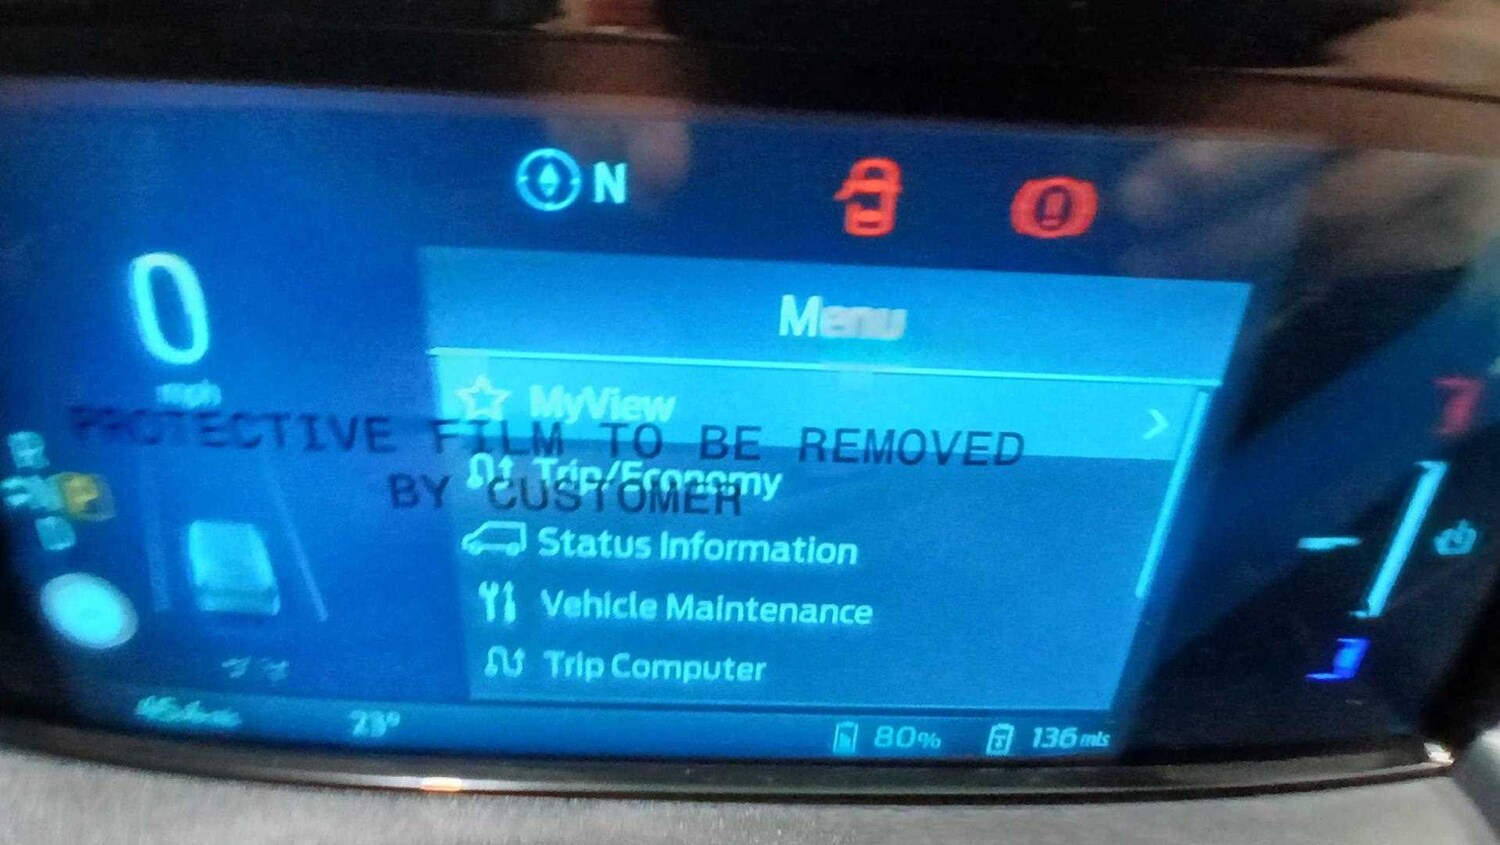 N
0
mph
Menu
MyView
PROTECTIVE FILM TO BE REMOVED
Trip/Economy
BY CUSTOMER
Status Information
Vehicle Maintenance
Trip Computer
P
23°
80%
136 mls